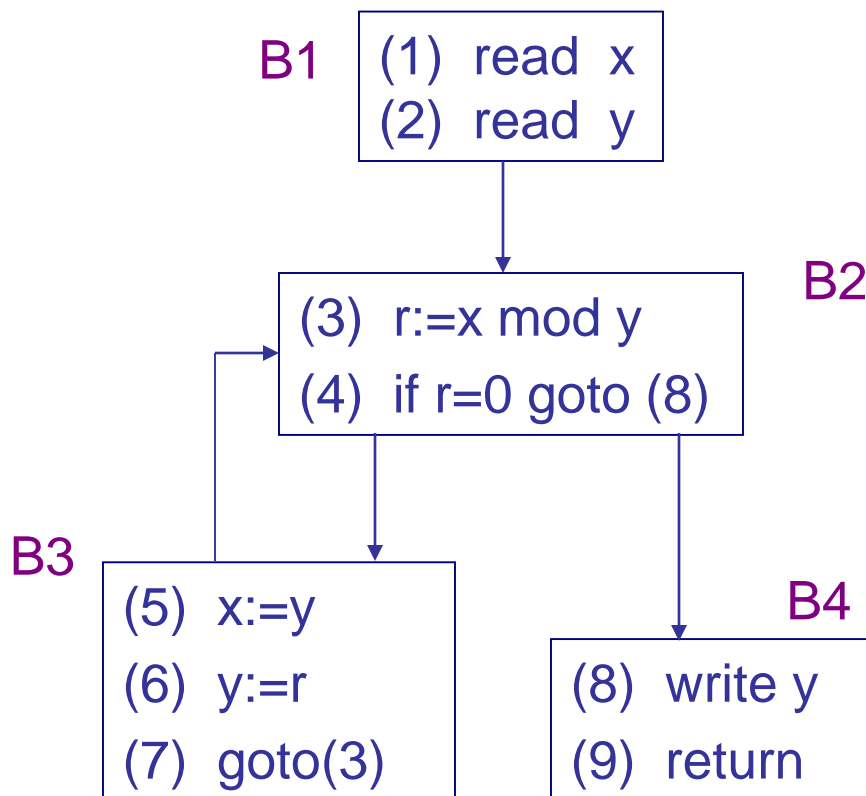 B1
(1) read x
(2) read y
B2
(3) r:=x mod y
(4) if r=0 goto (8)
B3
(5) x:=y
(6) y:=r
(7) goto(3)
B4
(8) write y
(9) return